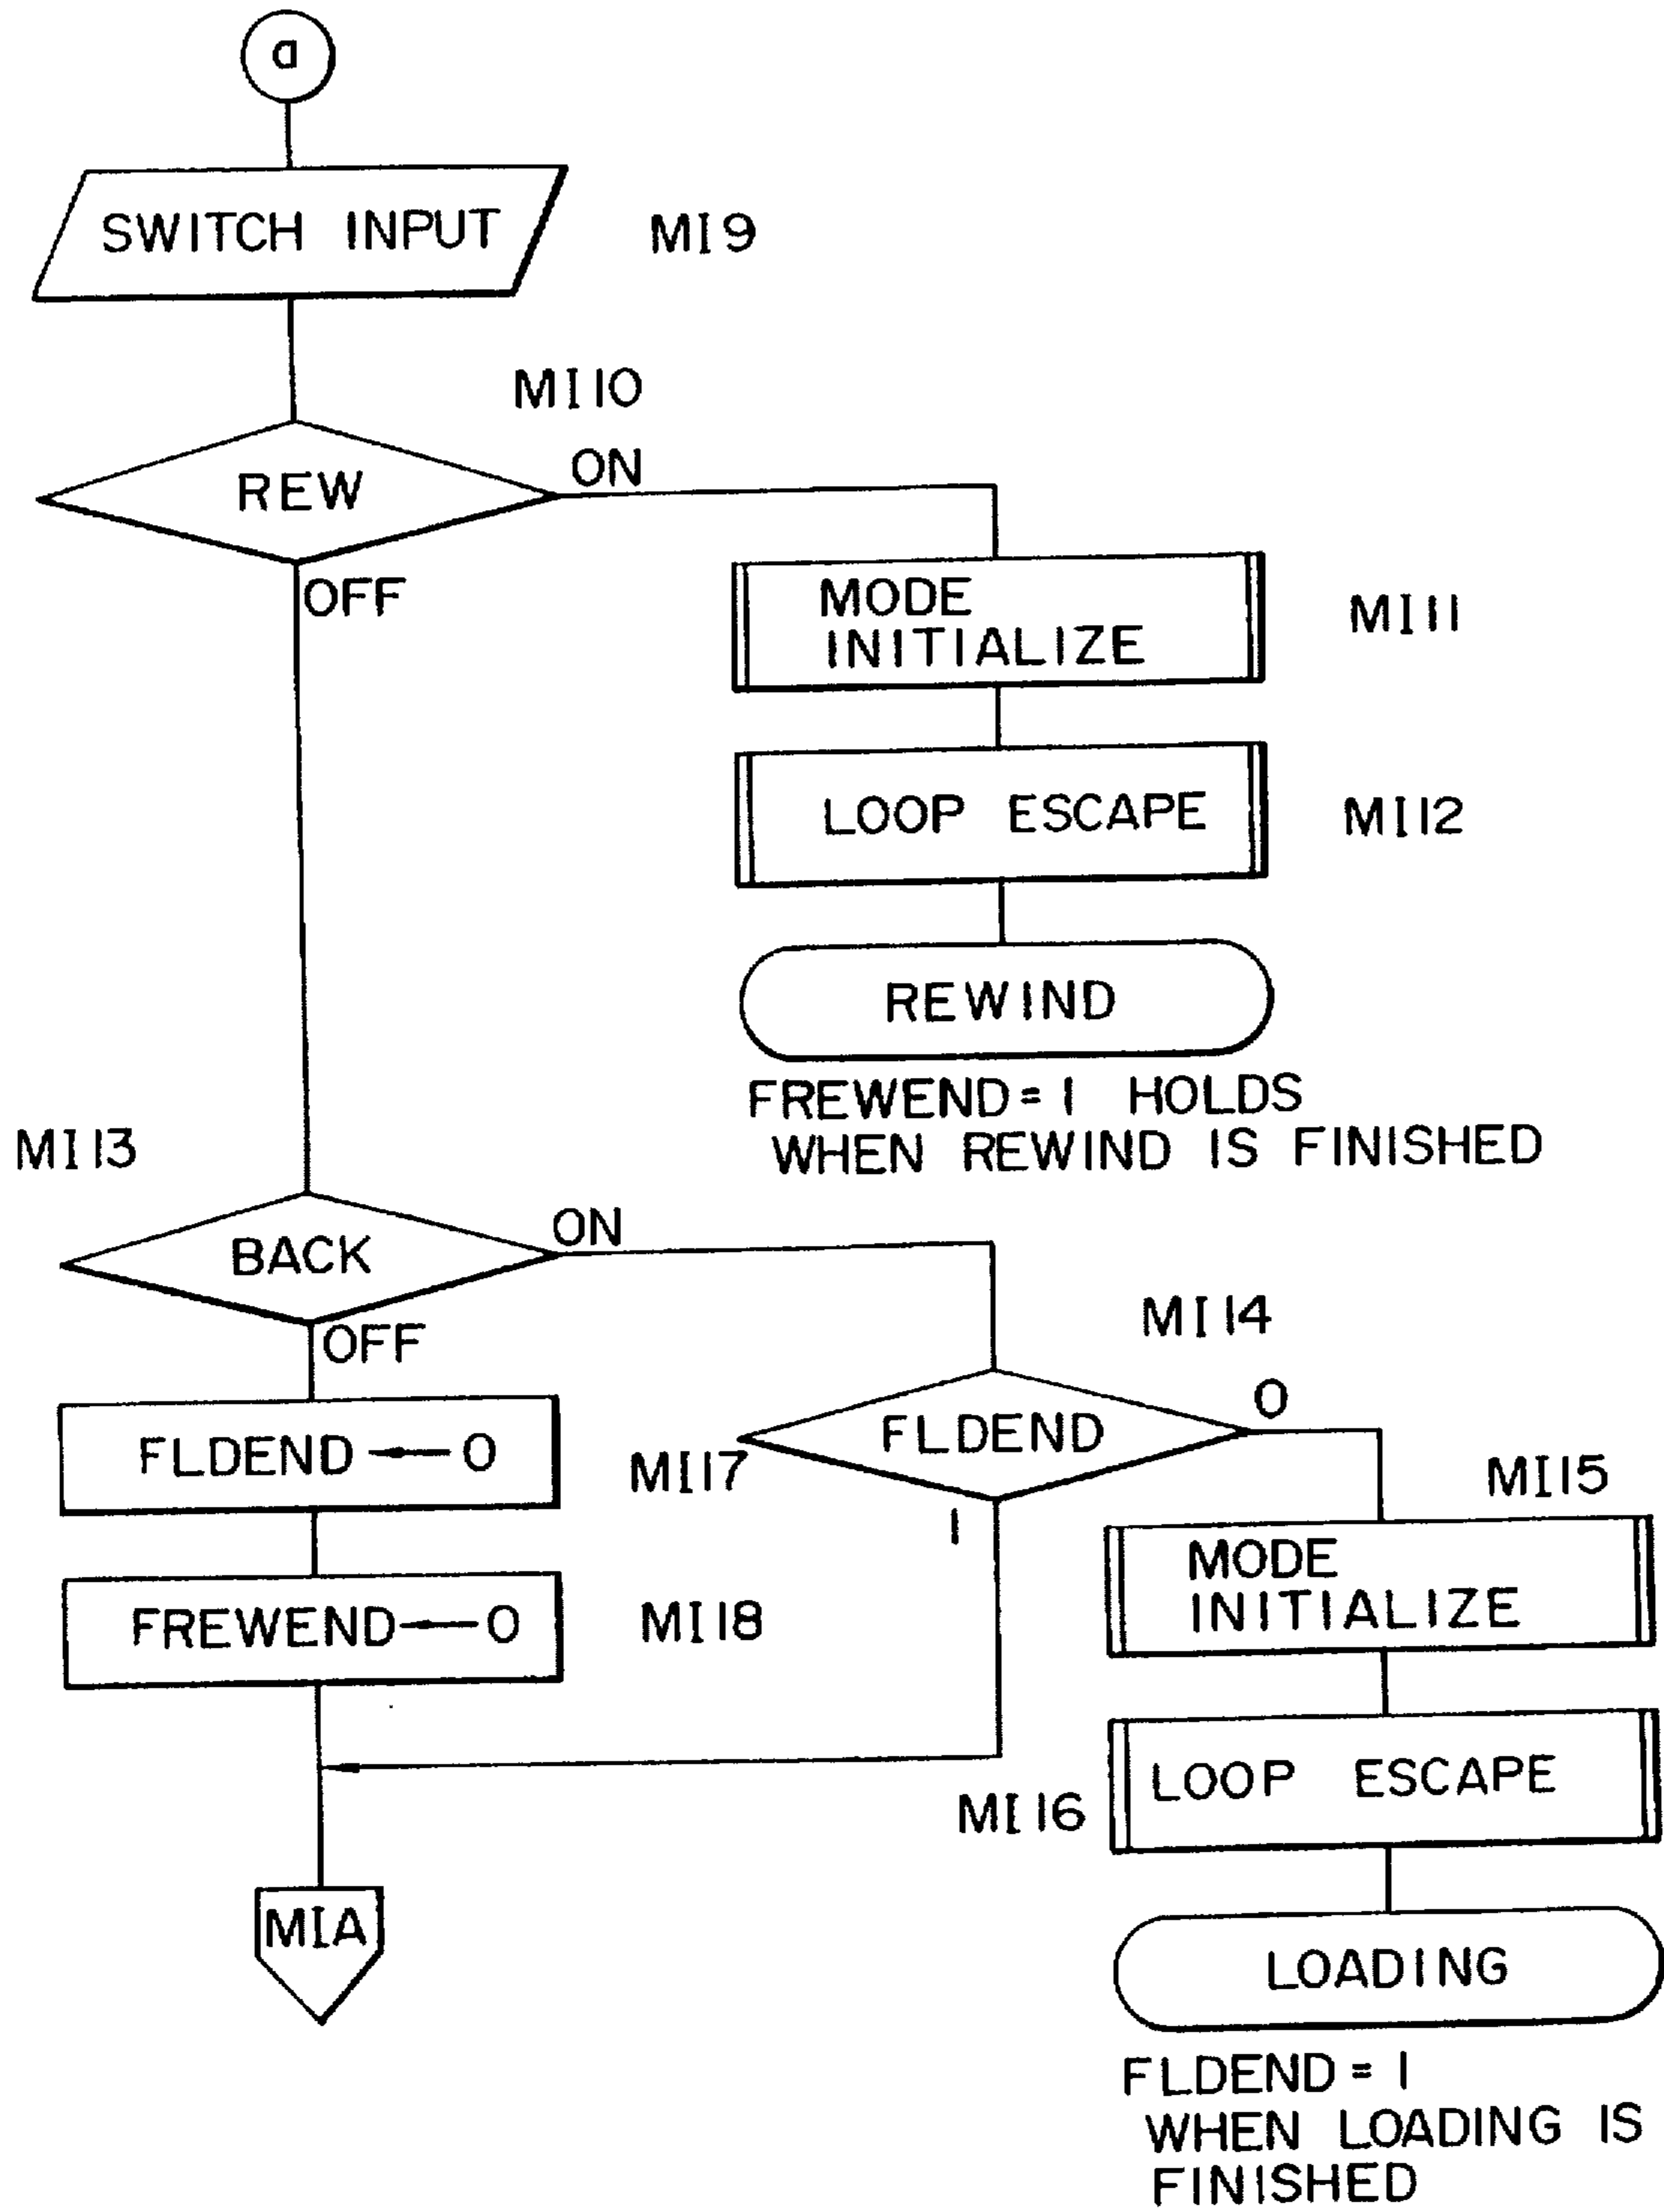 a
SWITCH INPUT
MI9
MI10
REW
ON
OFF
MODE
INITIALIZE
MI11
LOOP ESCAPE
MI12
REWIND
FREWEND=1 HOLDS
WHEN REWIND IS FINISHED
MI13
BACK
ON
OFF
MI14
FLDEND
0
1
FLDEND ← 0
MI17
MI15
MODE
INITIALIZE
FREWEND ← 0
MI18
LOOP ESCAPE
MI16
MIA
LOADING
FLDEND = 1
WHEN LOADING IS
FINISHED